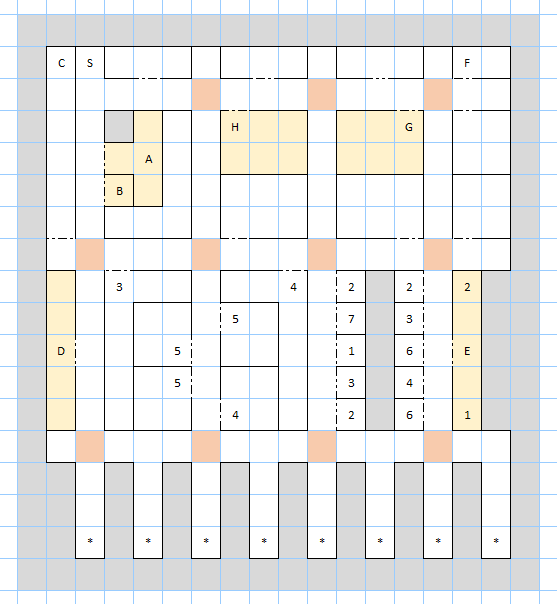 C S F
H G
A
B
3 4 2 2 2
5 7 3
D 5 1 6 E
5 3 4
4 2 6 1
* * * * * * * *